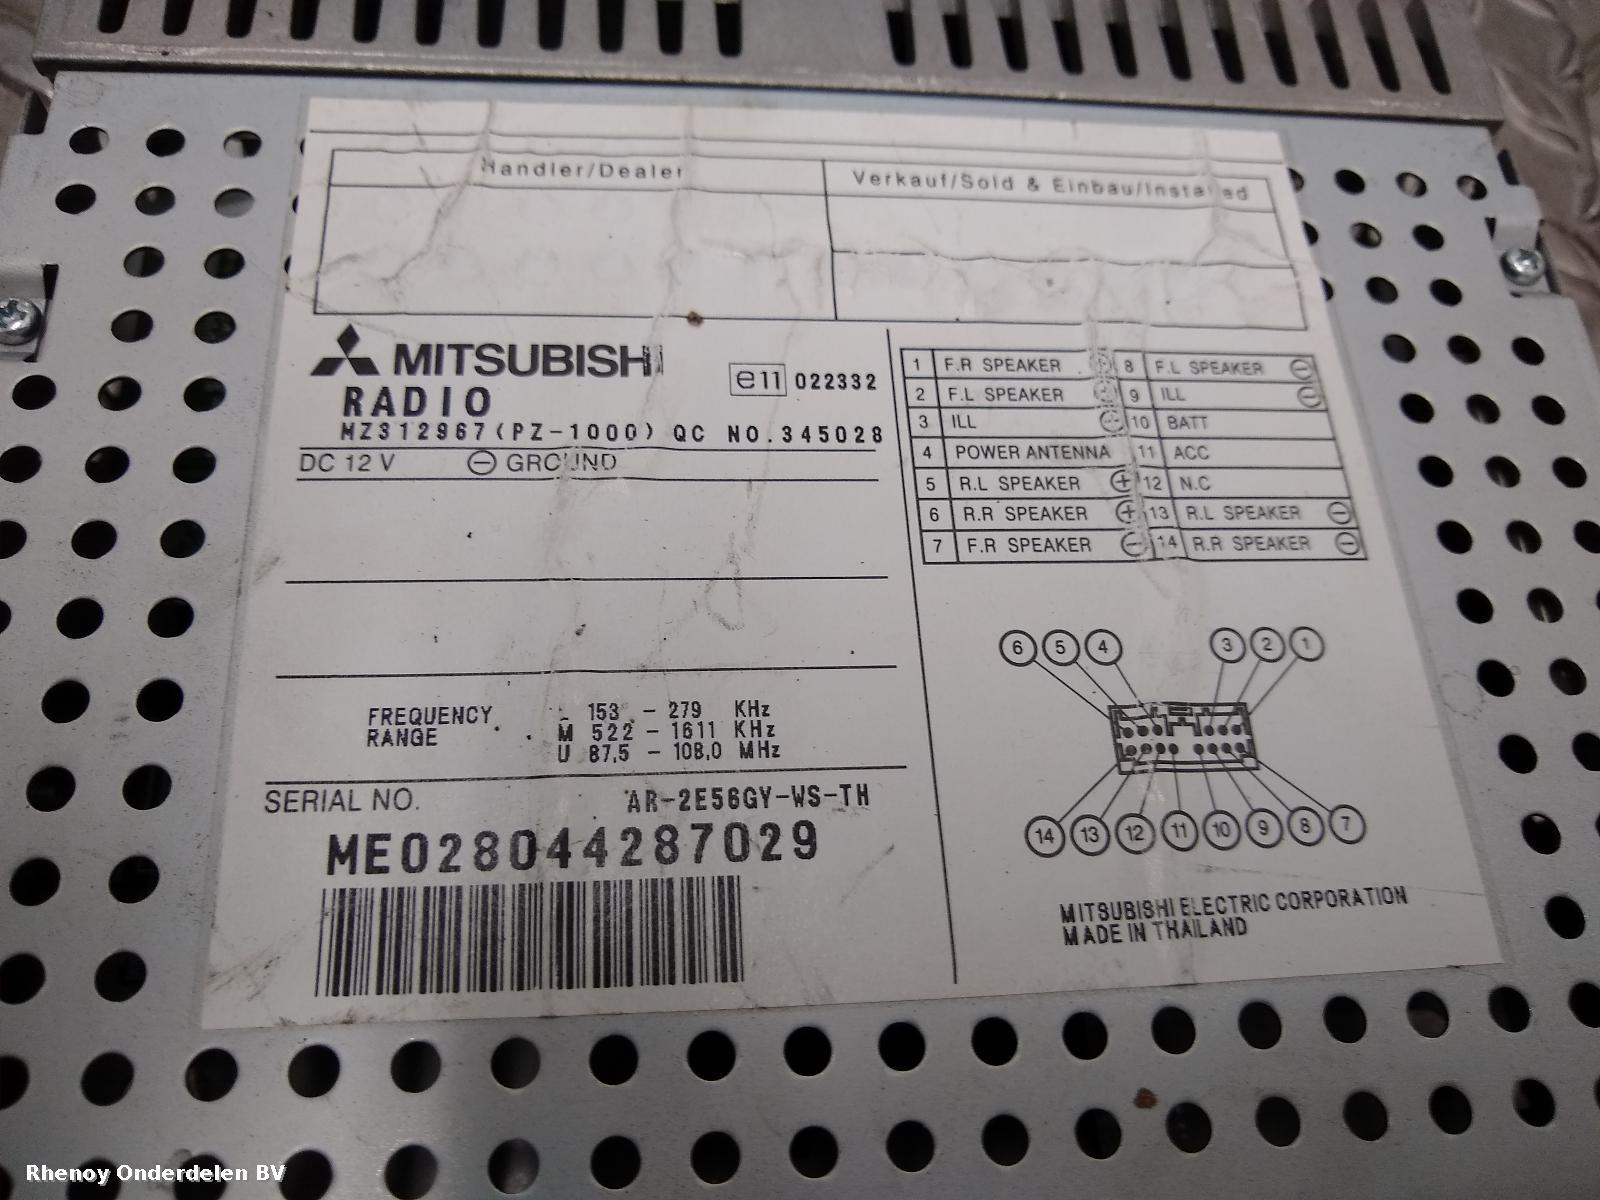 Handler/Dealer
Verkauf/Sold & Einbau/Installed
MITSUBISHI
RADIO
e11 022332
MZ312967(PZ-1000) QC NO.345028
DC 12 V ⊖ GROUND
FREQUENCY RANGE
L 153 - 279 KHz
M 522 - 1611 KHz
U 87.5 - 108.0 MHz
SERIAL NO. AR-2E56GY-WS-TH
ME028044287029
1 F.R SPEAKER ⊕ 8 F.L SPEAKER ⊖
2 F.L SPEAKER ⊕ 9 ILL ⊖
3 ILL ⊕ 10 BATT
4 POWER ANTENNA 11 ACC
5 R.L SPEAKER ⊕ 12 N.C
6 R.R SPEAKER ⊕ 13 R.L SPEAKER ⊖
7 F.R SPEAKER ⊖ 14 R.R SPEAKER ⊖
6 5 4 3 2 1
14 13 12 11 10 9 8 7
MITSUBISHI ELECTRIC CORPORATION
MADE IN THAILAND
Rhenoy Onderdelen BV